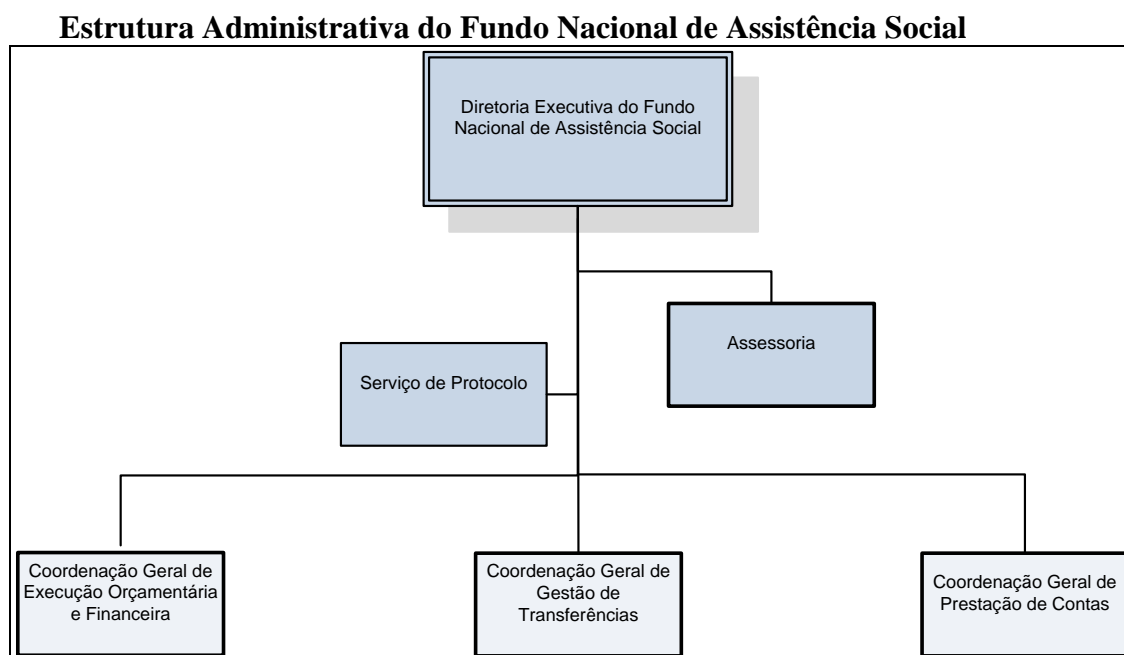 Estrutura Administrativa do Fundo Nacional de Assistência Social
Diretoria Executiva do Fundo
Nacional de Assistência Social
Assessoria
Serviço de Protocolo
Coordenação Geral de
Execução Orçamentária
e Financeira
Coordenação Geral de
Gestão de
Transferências
Coordenação Geral de
Prestação de Contas